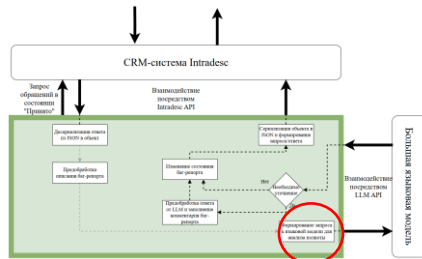 CRM-система Intradesc
Запрос
обращений в
состоянии
"Принято"
Взаимодействие
посредством
Intradesc API
Десериализация ответа
(из JSON в объект)
Сериализация объекта в
JSON и формирование
запроса/ответа
Предобработка
описания баг-репорта
Изменение состояния
баг-репорта
Нет
Необходимо
уточнение
Да
Предобработка ответа
от LLM и заполнение
комментария баг-
репорта
Формирование запроса
к языковой модели для
анализа
Взаимодействие
посредством
LLM API
Большая языковая модель